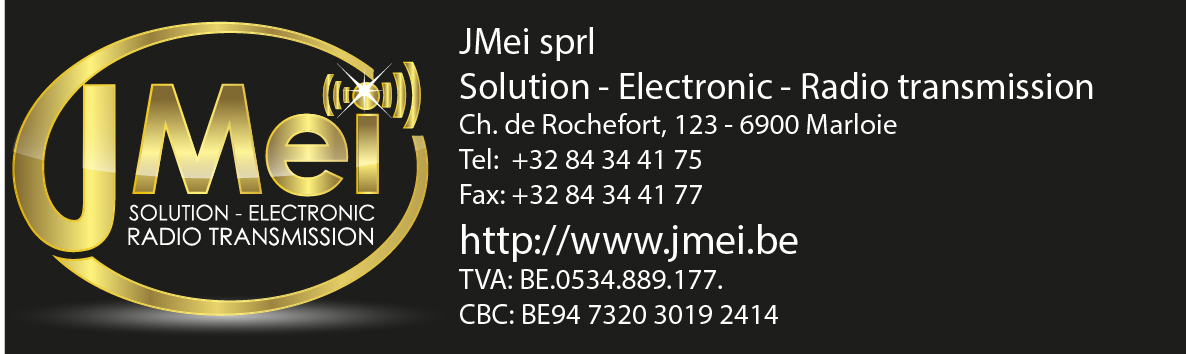 JMei
SOLUTION - ELECTRONIC
RADIO TRANSMISSION
JMei sprl
Solution - Electronic - Radio transmission
Ch. de Rochefort, 123 - 6900 Marloie
Tel: +32 84 34 41 75
Fax: +32 84 34 41 77
http://www.jmei.be
TVA: BE.0534.889.177.
CBC: BE94 7320 3019 2414